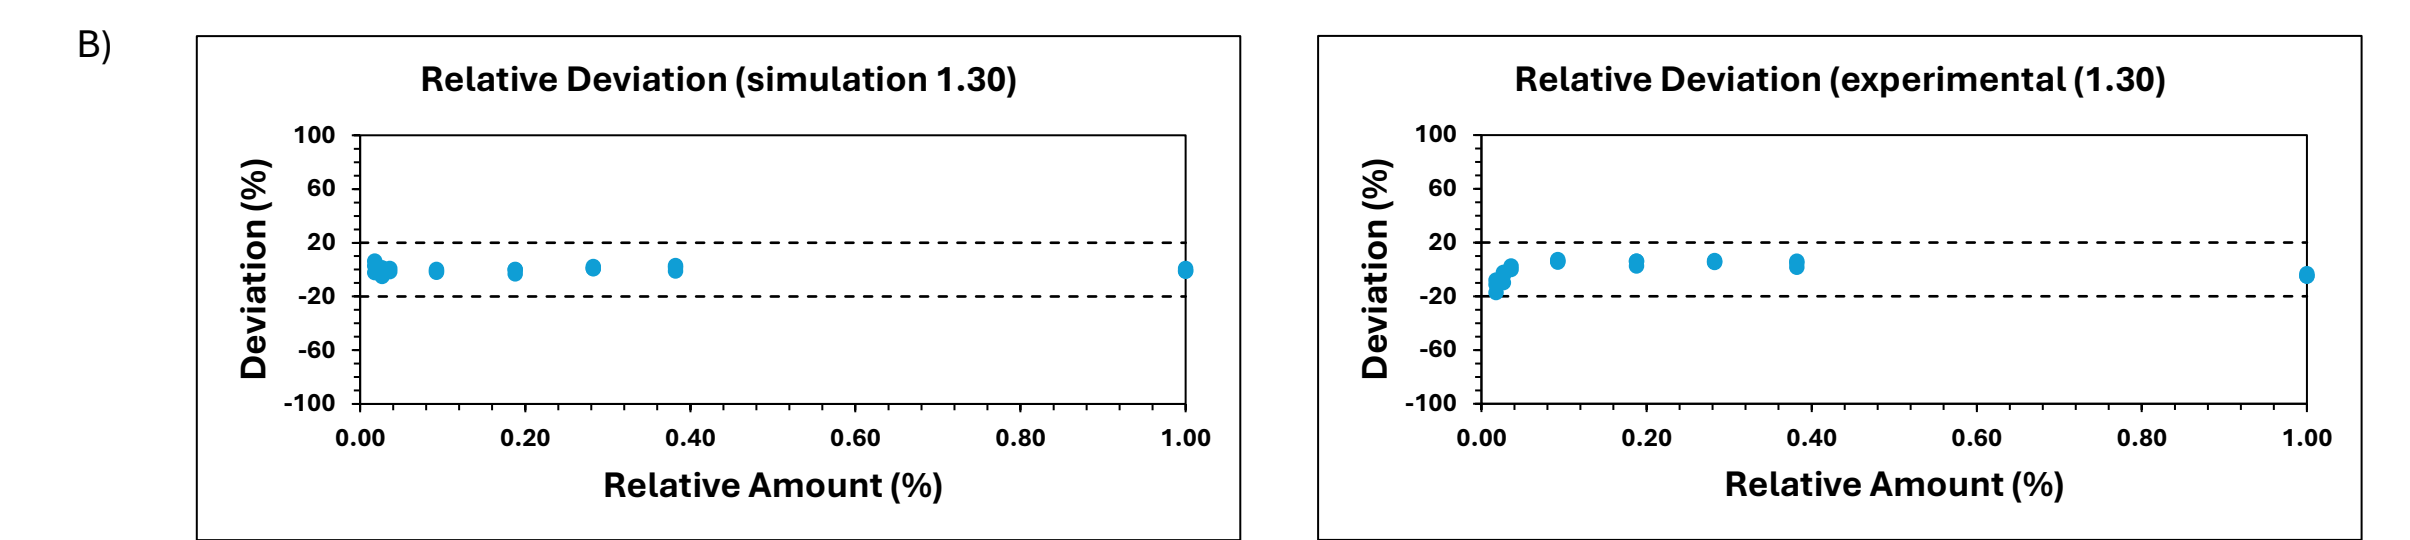 B)
Relative Deviation (simulation 1.30)
100
60
20
-20
-60
-100
Deviation (%)
0.00 0.20 0.40 0.60 0.80 1.00
Relative Amount (%)
Relative Deviation (experimental (1.30)
100
60
20
-20
-60
-100
Deviation (%)
0.00 0.20 0.40 0.60 0.80 1.00
Relative Amount (%)